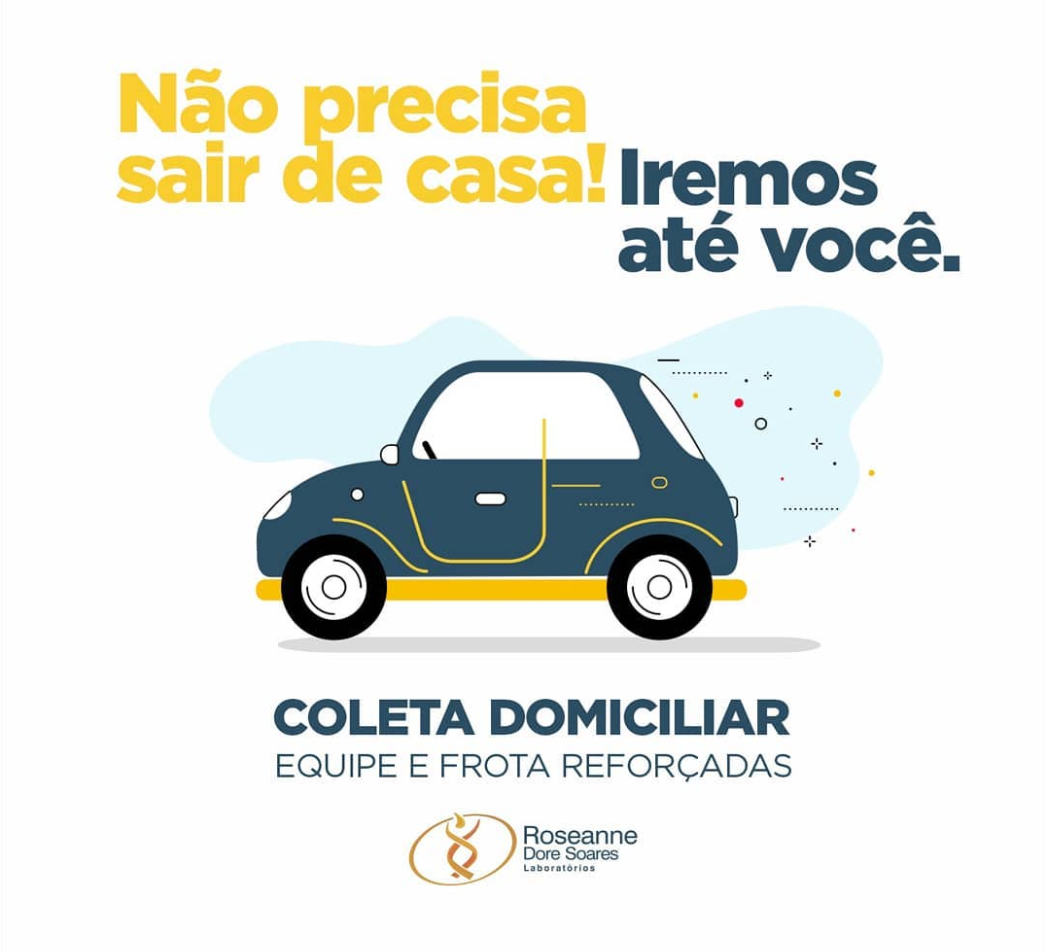 Não precisa
sair de casa!
Iremos
até você.
COLETA DOMICILIAR
EQUIPE E FROTA REFORÇADAS
Roseanne
Dore Soares
Laboratórios